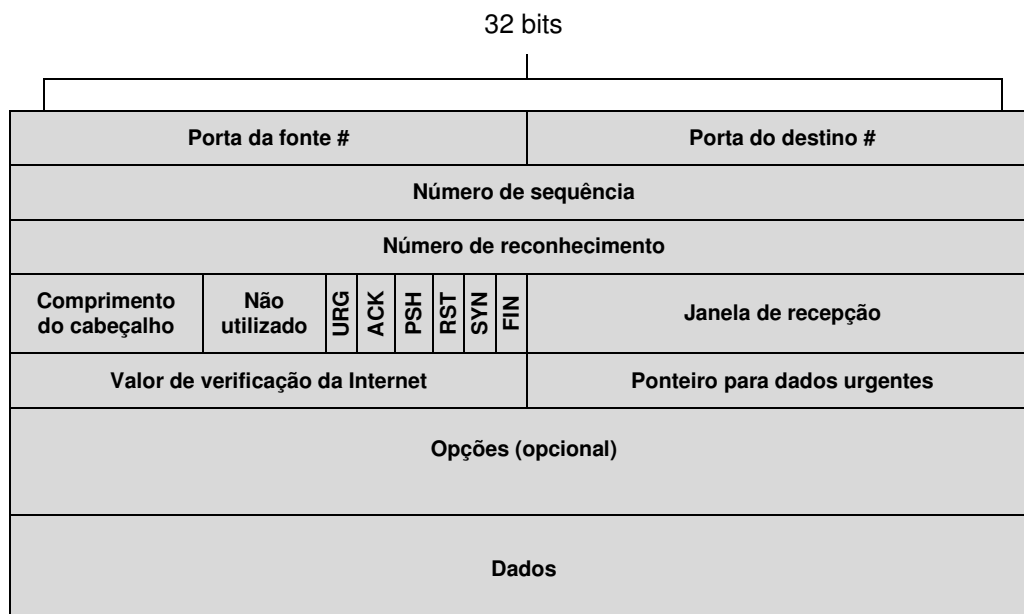 32 bits
Porta da fonte #
Porta do destino #
Número de sequência
Número de reconhecimento
Comprimento
do cabeçalho
Não
utilizado
URG
ACK
PSH
RST
SYN
FIN
Janela de recepção
Valor de verificação da Internet
Ponteiro para dados urgentes
Opções (opcional)
Dados